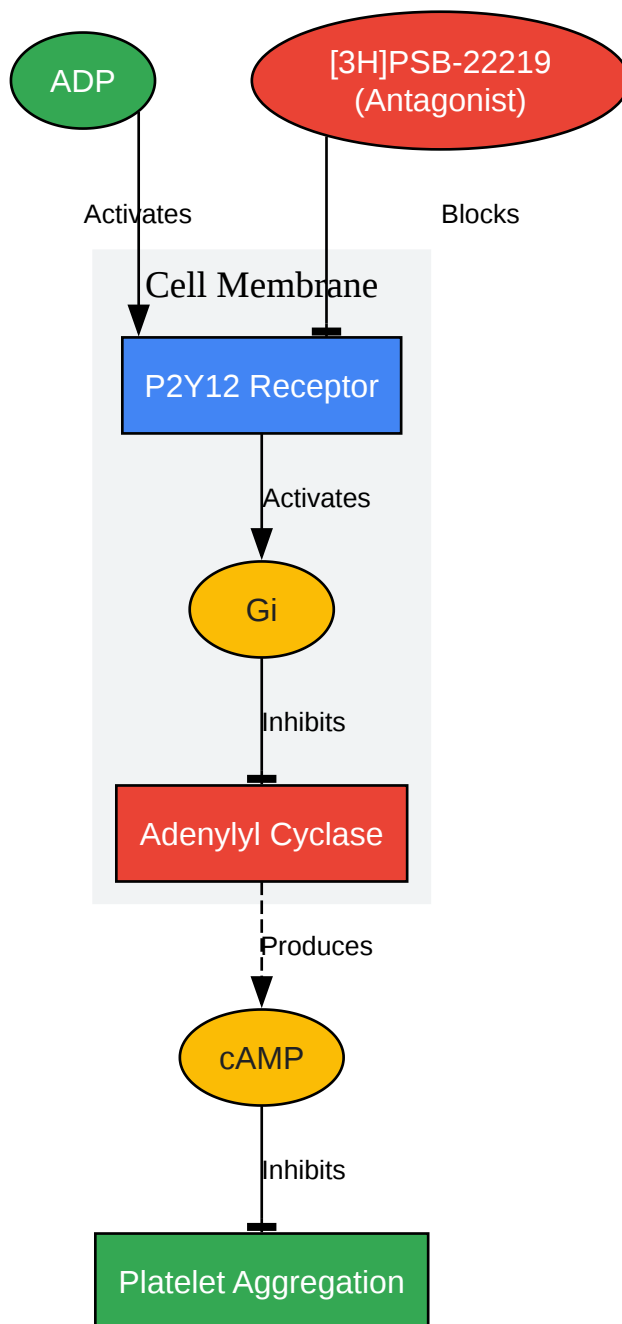 ADP
[3H]PSB-22219
(Antagonist)
Activates
Blocks
Cell Membrane
P2Y12 Receptor
Activates
Gi
Inhibits
Adenylyl Cyclase
Produces
cAMP
Inhibits
Platelet Aggregation